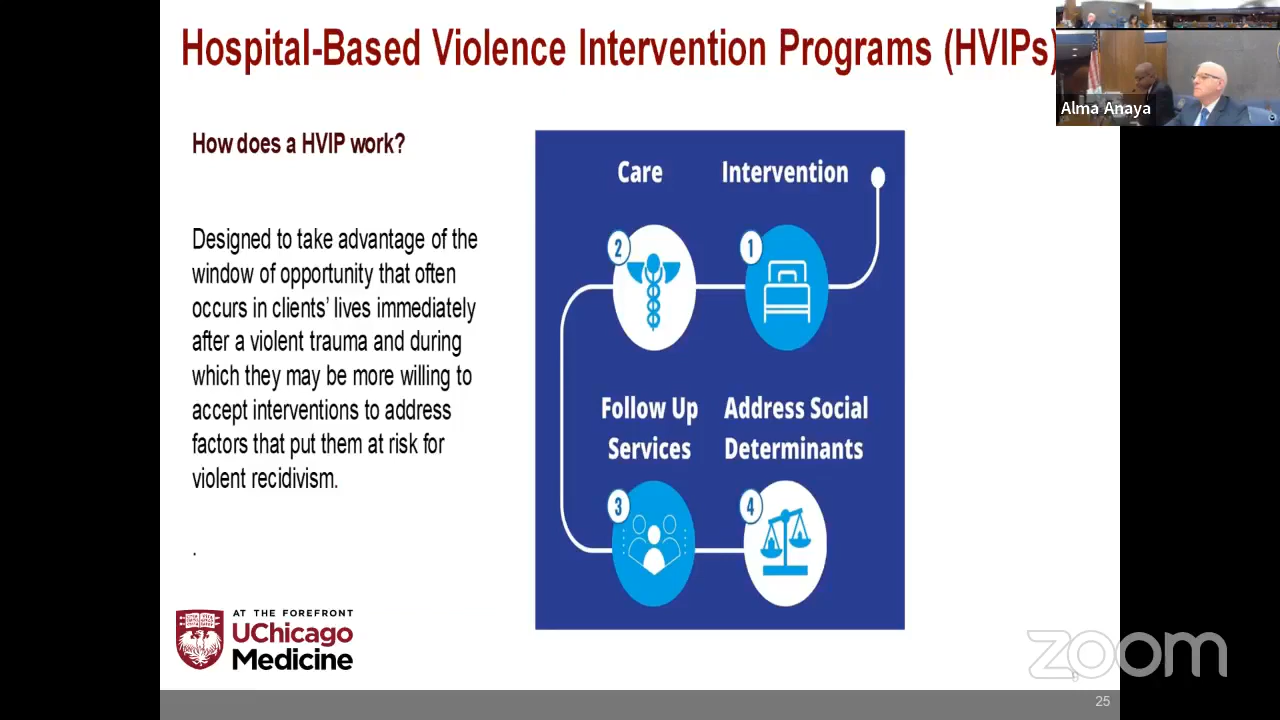 Hospital-Based Violence Intervention Programs (HVIPs)
Alma Anaya
How does a HVIP work?
Designed to take advantage of the
window of opportunity that often
occurs in clients' lives immediately
after a violent trauma and during
which they may be more willing to
accept interventions to address
factors that put them at risk for
violent recidivism.
.
Care
Intervention
2
1
Follow Up
Services
Address Social
Determinants
3
4
AT THE FOREFRONT
UChicago
Medicine
zoom
25